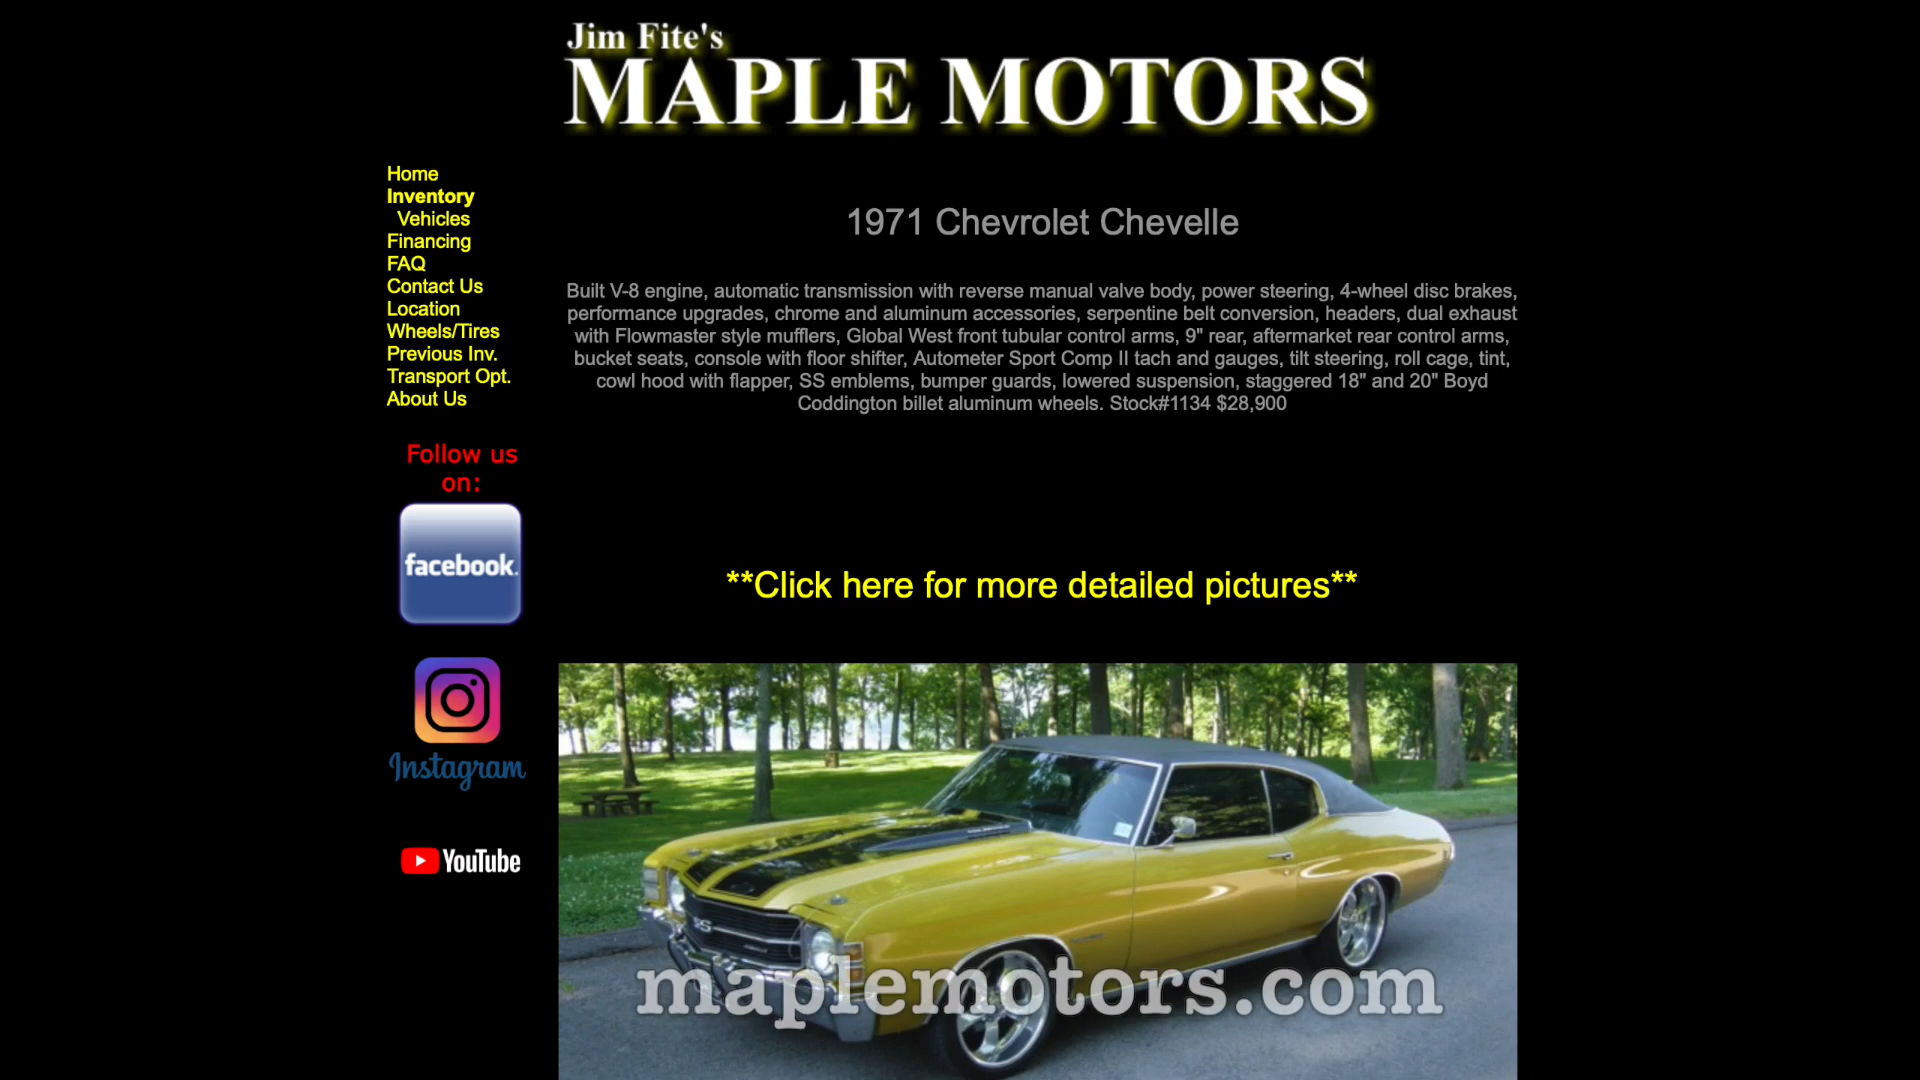 Jim Fite's
MAPLE MOTORS
Home
Inventory
Vehicles
Financing
FAQ
Contact Us
Location
Wheels/Tires
Previous Inv.
Transport Opt.
About Us
Follow us
on:
facebook.
Instagram
YouTube
1971 Chevrolet Chevelle
Built V-8 engine, automatic transmission with reverse manual valve body, power steering, 4-wheel disc brakes,
performance upgrades, chrome and aluminum accessories, serpentine belt conversion, headers, dual exhaust
with Flowmaster style mufflers, Global West front tubular control arms, 9" rear, aftermarket rear control arms,
bucket seats, console with floor shifter, Autometer Sport Comp II tach and gauges, tilt steering, roll cage, tint,
cowl hood with flapper, SS emblems, bumper guards, lowered suspension, staggered 18" and 20" Boyd
Coddington billet aluminum wheels. Stock#1134 $28,900
**Click here for more detailed pictures**
SS
maplemotors.com